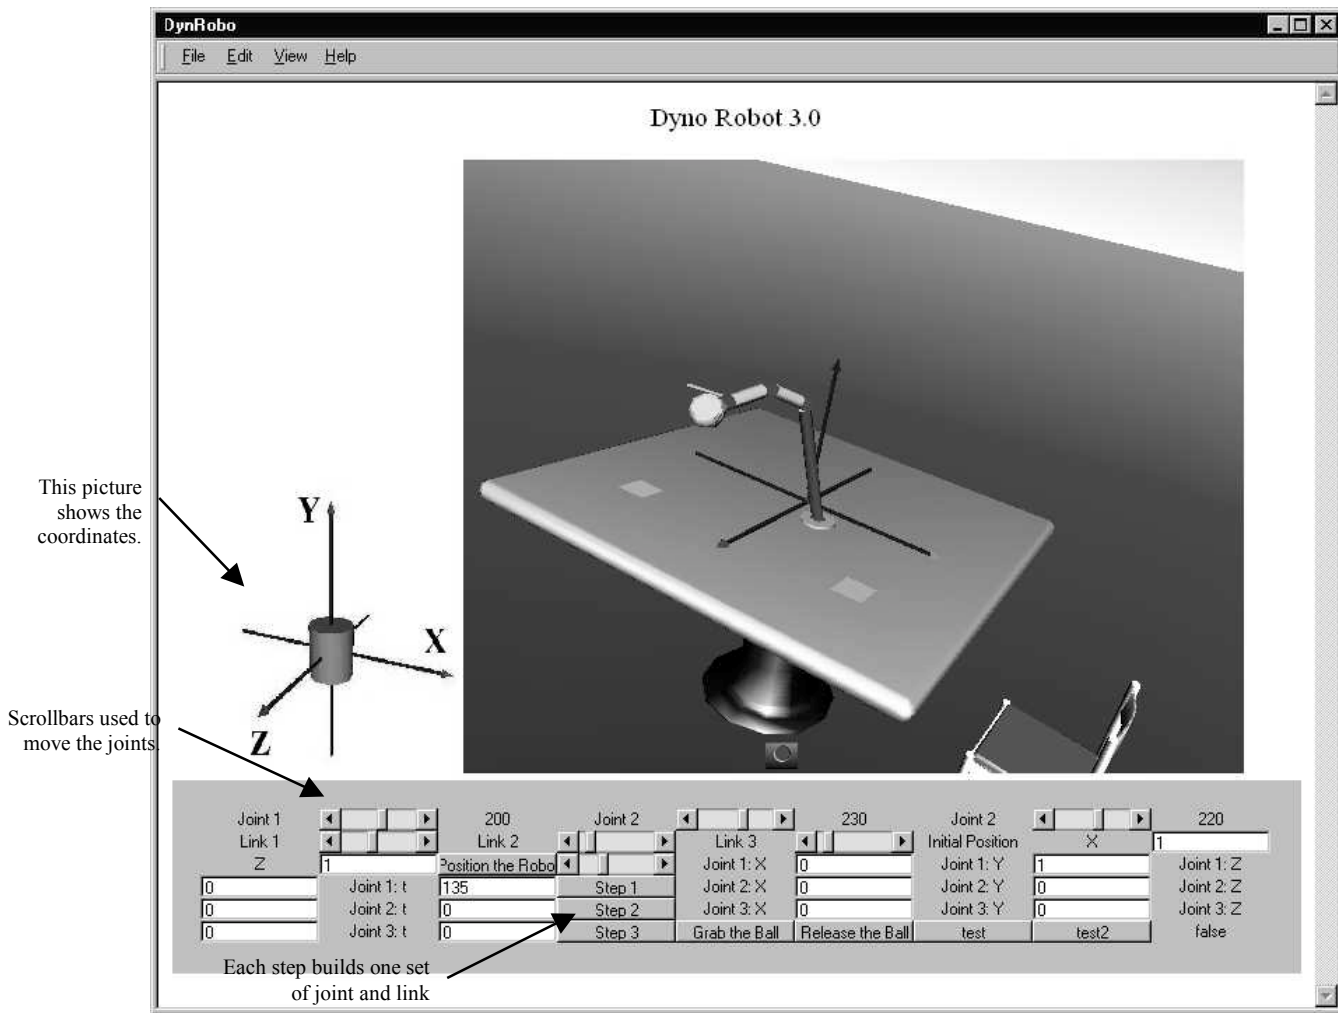 DynRobo
File Edit View Help
Dyno Robot 3.0
This picture
shows the
coordinates.
Y
X
Z
Scrollbars used to
move the joints.
Joint 1 200 Joint 2 230 Joint 2 220
Link 1 Link 2 Link 3 Initial Position X 1
Z 1 Position the Robo Joint 1: X 0 Joint 1: Y 1 Joint 1: Z
0 Joint 1: t 135 Step 1 Joint 2: X 0 Joint 2: Y 0 Joint 2: Z
0 Joint 2: t 0 Step 2 Joint 3: X 0 Joint 3: Y 0 Joint 3: Z
0 Joint 3: t 0 Step 3 Grab the Ball Release the Ball test test2 false
Each step builds one set
of joint and link